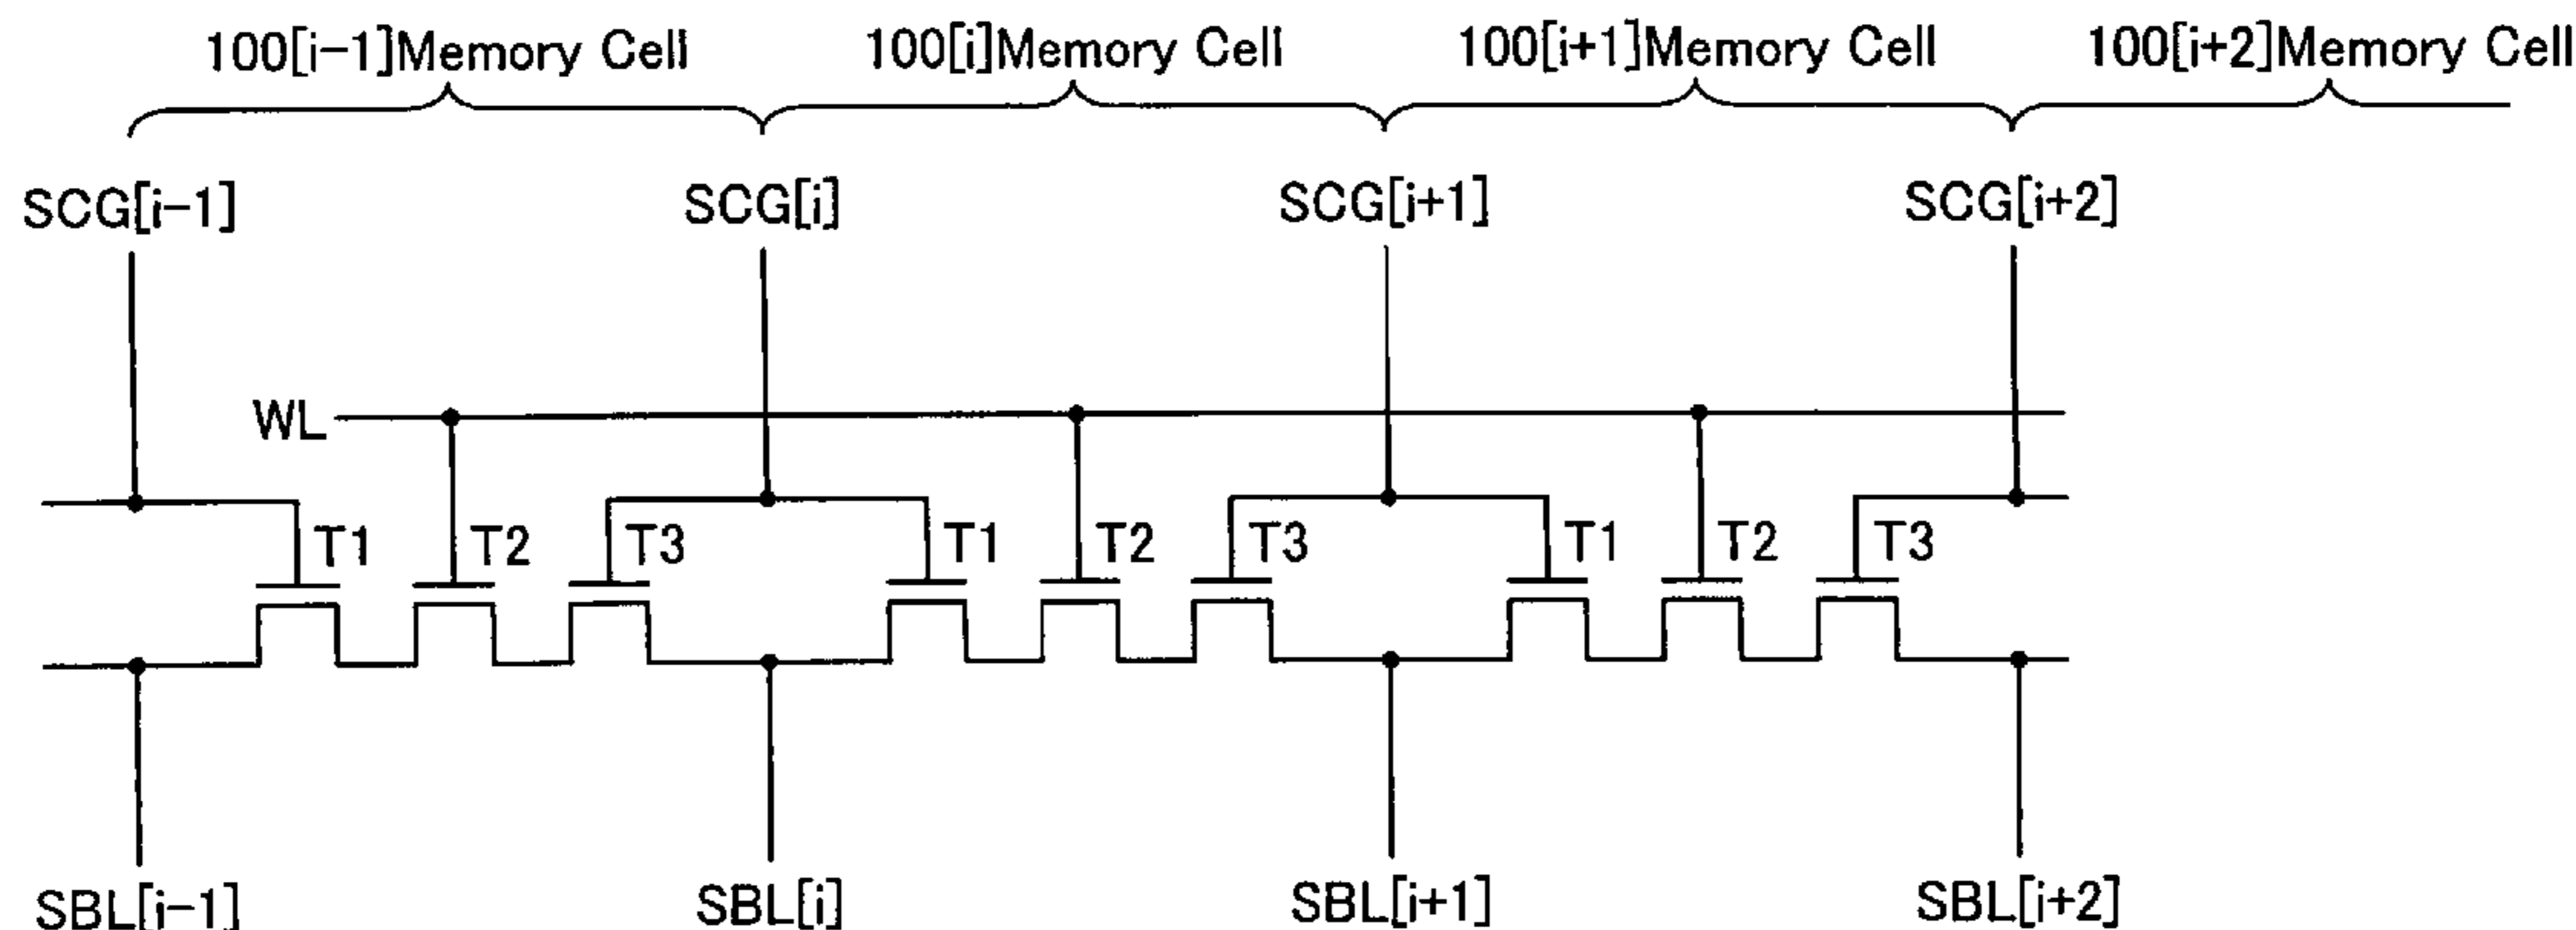 100[i-1]Memory Cell 100[i]Memory Cell 100[i+1]Memory Cell 100[i+2]Memory Cell
SCG[i-1] SCG[i] SCG[i+1] SCG[i+2]
WL
T1 T2 T3 T1 T2 T3 T1 T2 T3
SBL[i-1] SBL[i] SBL[i+1] SBL[i+2]